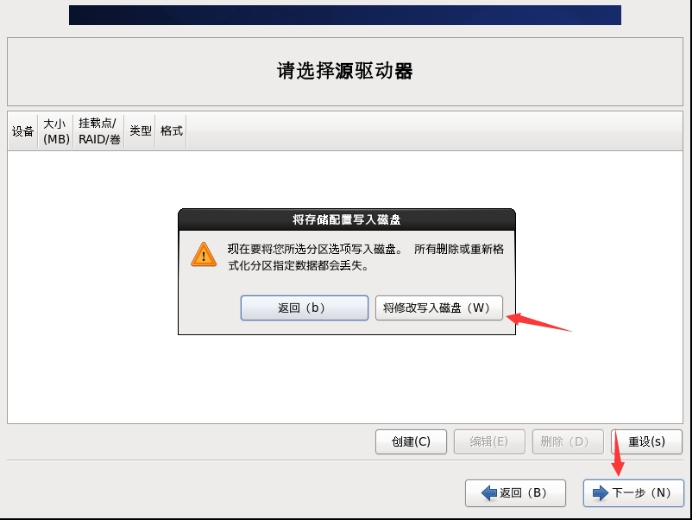 请选择源驱动器
设备
大小
(MB)
挂载点/
RAID/卷
类型
格式
将存储配置写入磁盘
现在要将您所选分区选项写入磁盘。 所有删除或重新格
式化分区指定数据都会丢失。
返回（b）
将修改写入磁盘（W）
创建(C)
编辑(E)
删除（D）
重设(s)
返回（B）
下一步（N）